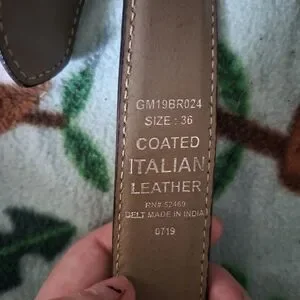 GM19BR024
SIZE : 36
COATED
ITALIAN
LEATHER
RN# 52469
BELT MADE IN INDIA
0719